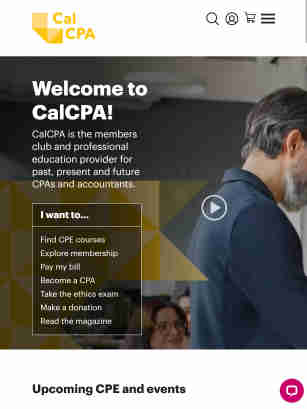 Cal
CPA
Welcome to
CalCPA!
CalCPA is the members
club and professional
education provider for
past, present and future
CPAs and accountants.
I want to...
Find CPE courses
Explore membership
Pay my bill
Become a CPA
Take the ethics exam
Make a donation
Read the magazine
Upcoming CPE and events